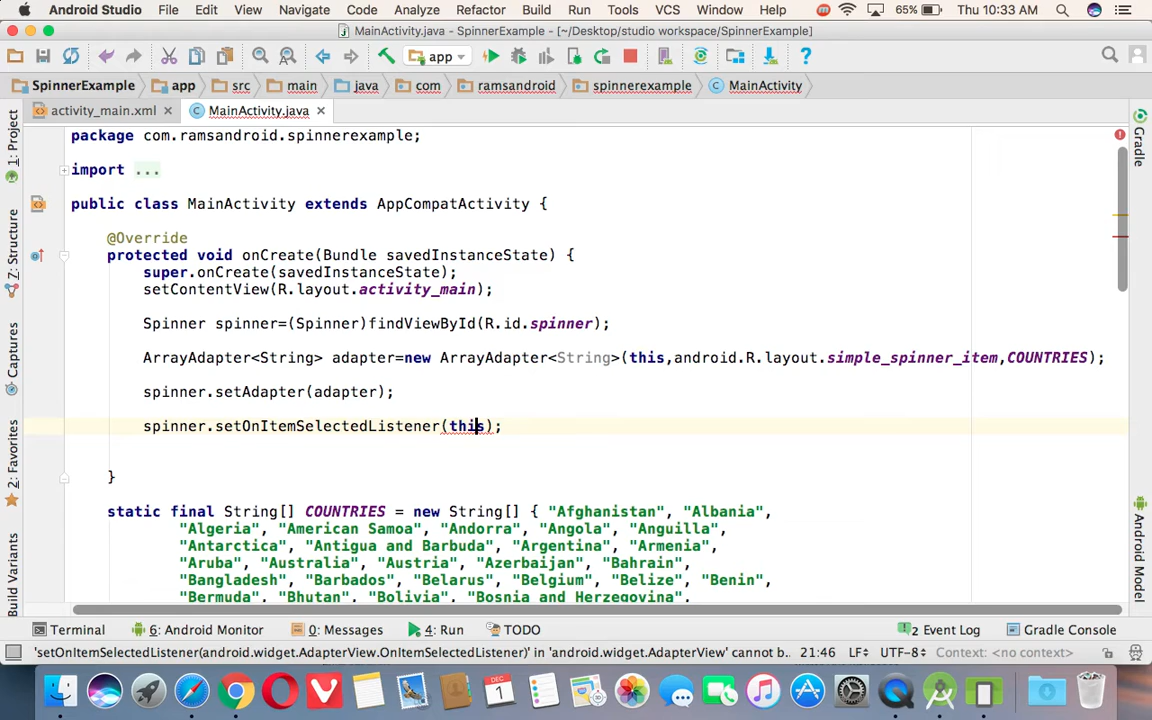 Android Studio File Edit View Navigate Code Analyze Refactor Build Run Tools VCS Window Help 65% Thu 10:33 AM
MainActivity.java - SpinnerExample - [~/Desktop/studio workspace/SpinnerExample]
app
SpinnerExample app src main java com ramsandroid spinnerexample MainActivity
activity_main.xml MainActivity.java
package com.ramsandroid.spinnerexample;
import ...
public class MainActivity extends AppCompatActivity {
@Override
protected void onCreate(Bundle savedInstanceState) {
super.onCreate(savedInstanceState);
setContentView(R.layout.activity_main);
Spinner spinner=(Spinner)findViewById(R.id.spinner);
ArrayAdapter<String> adapter=new ArrayAdapter<String>(this,android.R.layout.simple_spinner_item,COUNTRIES);
spinner.setAdapter(adapter);
spinner.setOnItemSelectedListener(this);
}
static final String[] COUNTRIES = new String[] { "Afghanistan", "Albania",
"Algeria", "American Samoa", "Andorra", "Angola", "Anguilla",
"Antarctica", "Antigua and Barbuda", "Argentina", "Armenia",
"Aruba", "Australia", "Austria", "Azerbaijan", "Bahrain",
"Bangladesh", "Barbados", "Belarus", "Belgium", "Belize", "Benin",
"Bermuda", "Bhutan", "Bolivia", "Bosnia and Herzegovina",
1: Project
7: Structure
Captures
2: Favorites
Build Variants
Gradle
Android Model
Terminal 6: Android Monitor 0: Messages 4: Run TODO 2 Event Log Gradle Console
'setOnItemSelectedListener(android.widget.AdapterView.OnItemSelectedListener)' in 'android.widget.AdapterView' cannot b... 21:46 LF UTF-8 Context: <no context>
DEC
1